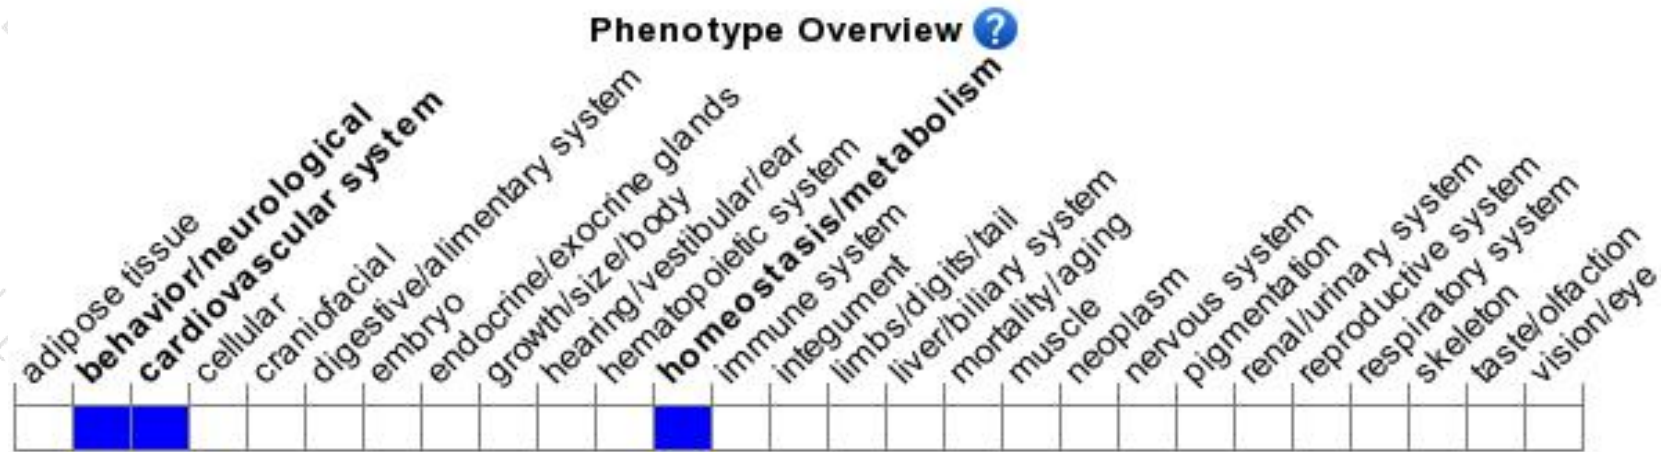 Phenotype Overview ?
adipose tissue
behavior/neurological
cardiovascular system
cellular
craniofacial
digestive/alimentary system
embryo
endocrine/exocrine glands
growth/size/body
hearing/vestibular/ear
hematopoietic system
homeostasis/metabolism
immune system
integument
limbs/digits/tail
liver/biliary system
mortality/aging
muscle
neoplasm
nervous system
pigmentation
renal/urinary system
reproductive system
respiratory system
skeleton
taste/olfaction
vision/eye